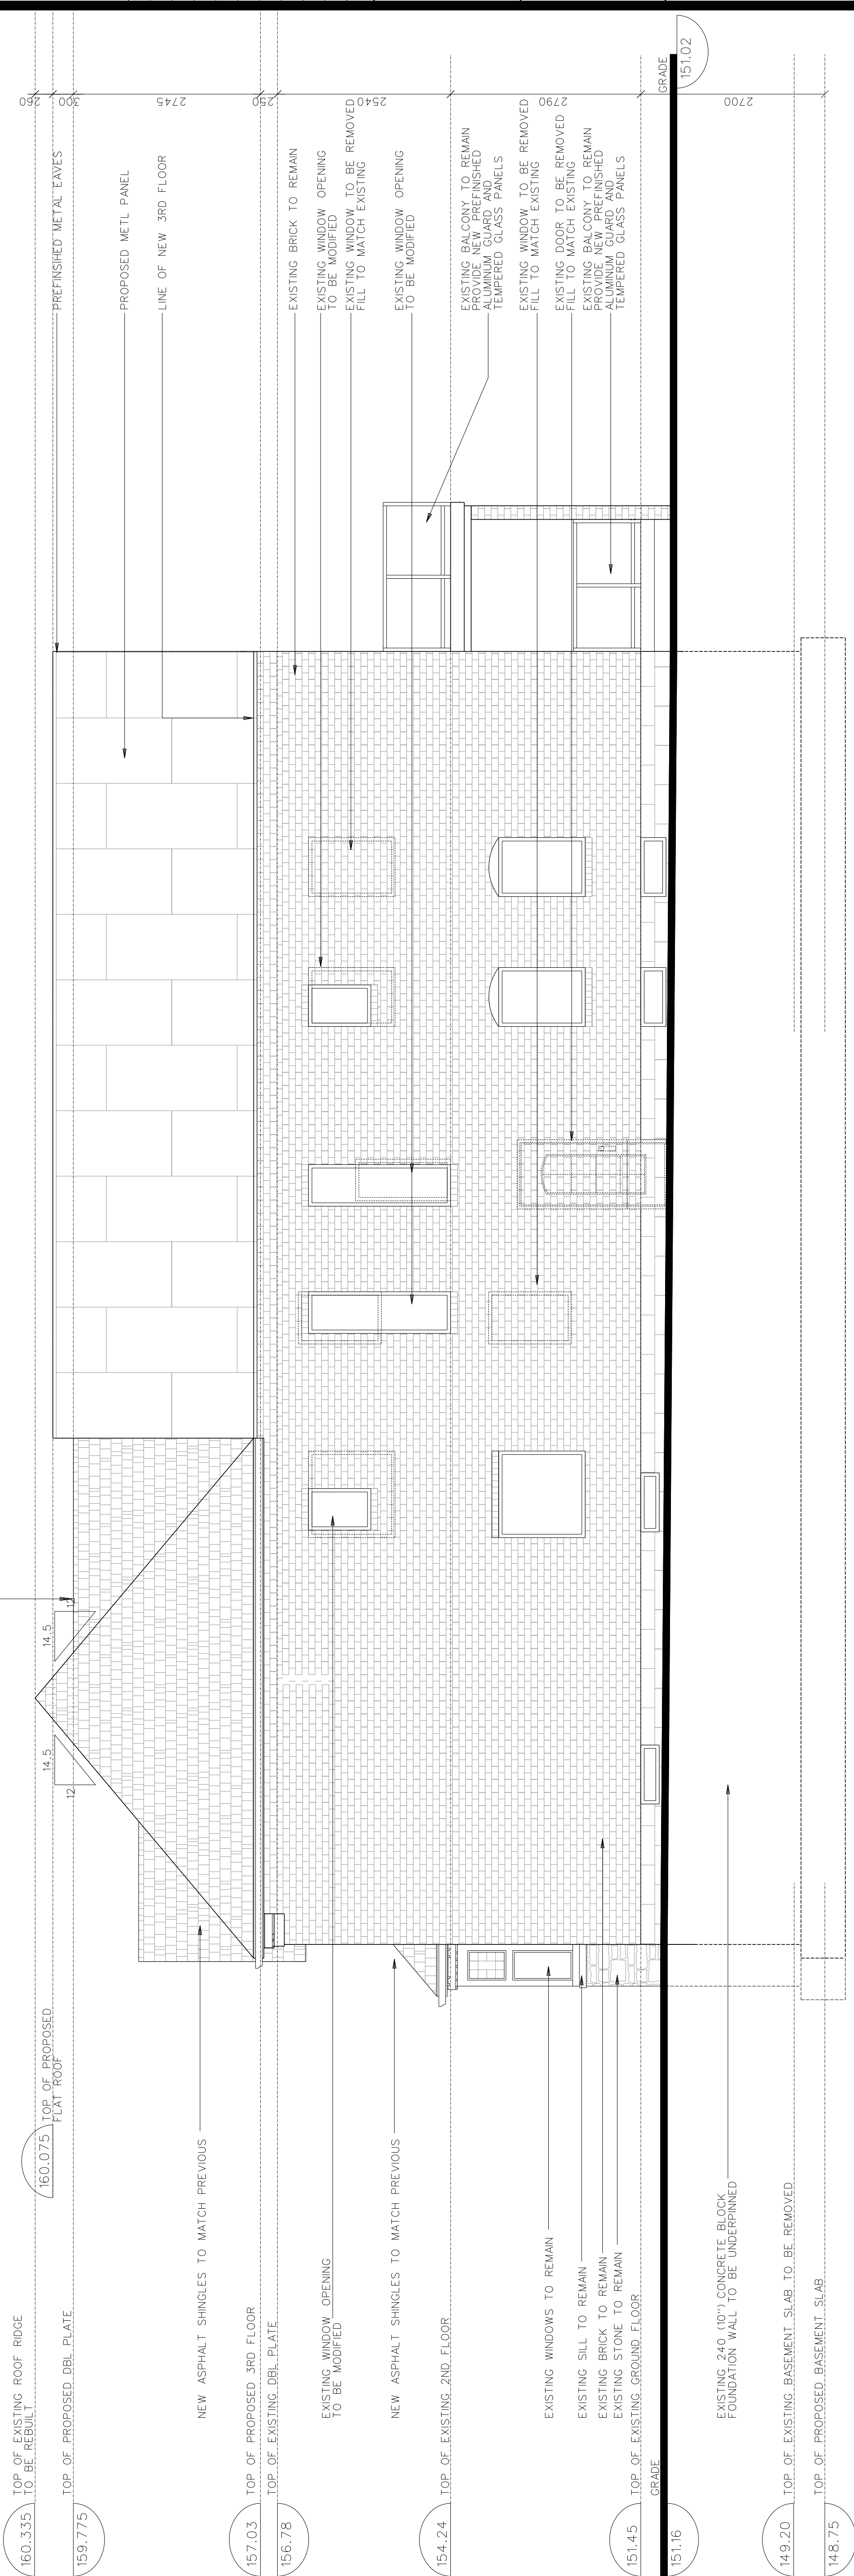 160.335
TOP OF EXISTING ROOF RIDGE
TO BE REBUILT
160.075
TOP OF PROPOSED
FLAT ROOF
159.775
TOP OF PROPOSED DBL PLATE
NEW ASPHALT SHINGLES TO MATCH PREVIOUS
157.03
TOP OF PROPOSED 3RD FLOOR
156.78
TOP OF EXISTING DBL PLATE
EXISTING WINDOW OPENING
TO BE MODIFIED
NEW ASPHALT SHINGLES TO MATCH PREVIOUS
154.24
TOP OF EXISTING 2ND FLOOR
EXISTING WINDOWS TO REMAIN
EXISTING SILL TO REMAIN
EXISTING BRICK TO REMAIN
EXISTING STONE TO REMAIN
151.45
TOP OF EXISTING GROUND FLOOR
GRADE
151.16
EXISTING 240 (10") CONCRETE BLOCK
FOUNDATION WALL TO BE UNDERPINNED
149.20
TOP OF EXISTING BASEMENT SLAB TO BE REMOVED
148.75
TOP OF PROPOSED BASEMENT SLAB
14.5
12
14.5
12
PREFINSIHED METAL EAVES
PROPOSED METL PANEL
LINE OF NEW 3RD FLOOR
EXISTING BRICK TO REMAIN
EXISTING WINDOW OPENING
TO BE MODIFIED
EXISTING WINDOW TO BE REMOVED
FILL TO MATCH EXISTING
EXISTING WINDOW OPENING
TO BE MODIFIED
EXISTING BALCONY TO REMAIN
PROVIDE NEW PREFINISHED
ALUMINUM GUARD AND
TEMPERED GLASS PANELS
EXISTING WINDOW TO BE REMOVED
FILL TO MATCH EXISTING
EXISTING DOOR TO BE REMOVED
FILL TO MATCH EXISTING
EXISTING BALCONY TO REMAIN
PROVIDE NEW PREFINISHED
ALUMINUM GUARD AND
TEMPERED GLASS PANELS
GRADE
151.02
260
300
2745
250
2540
2790
2700